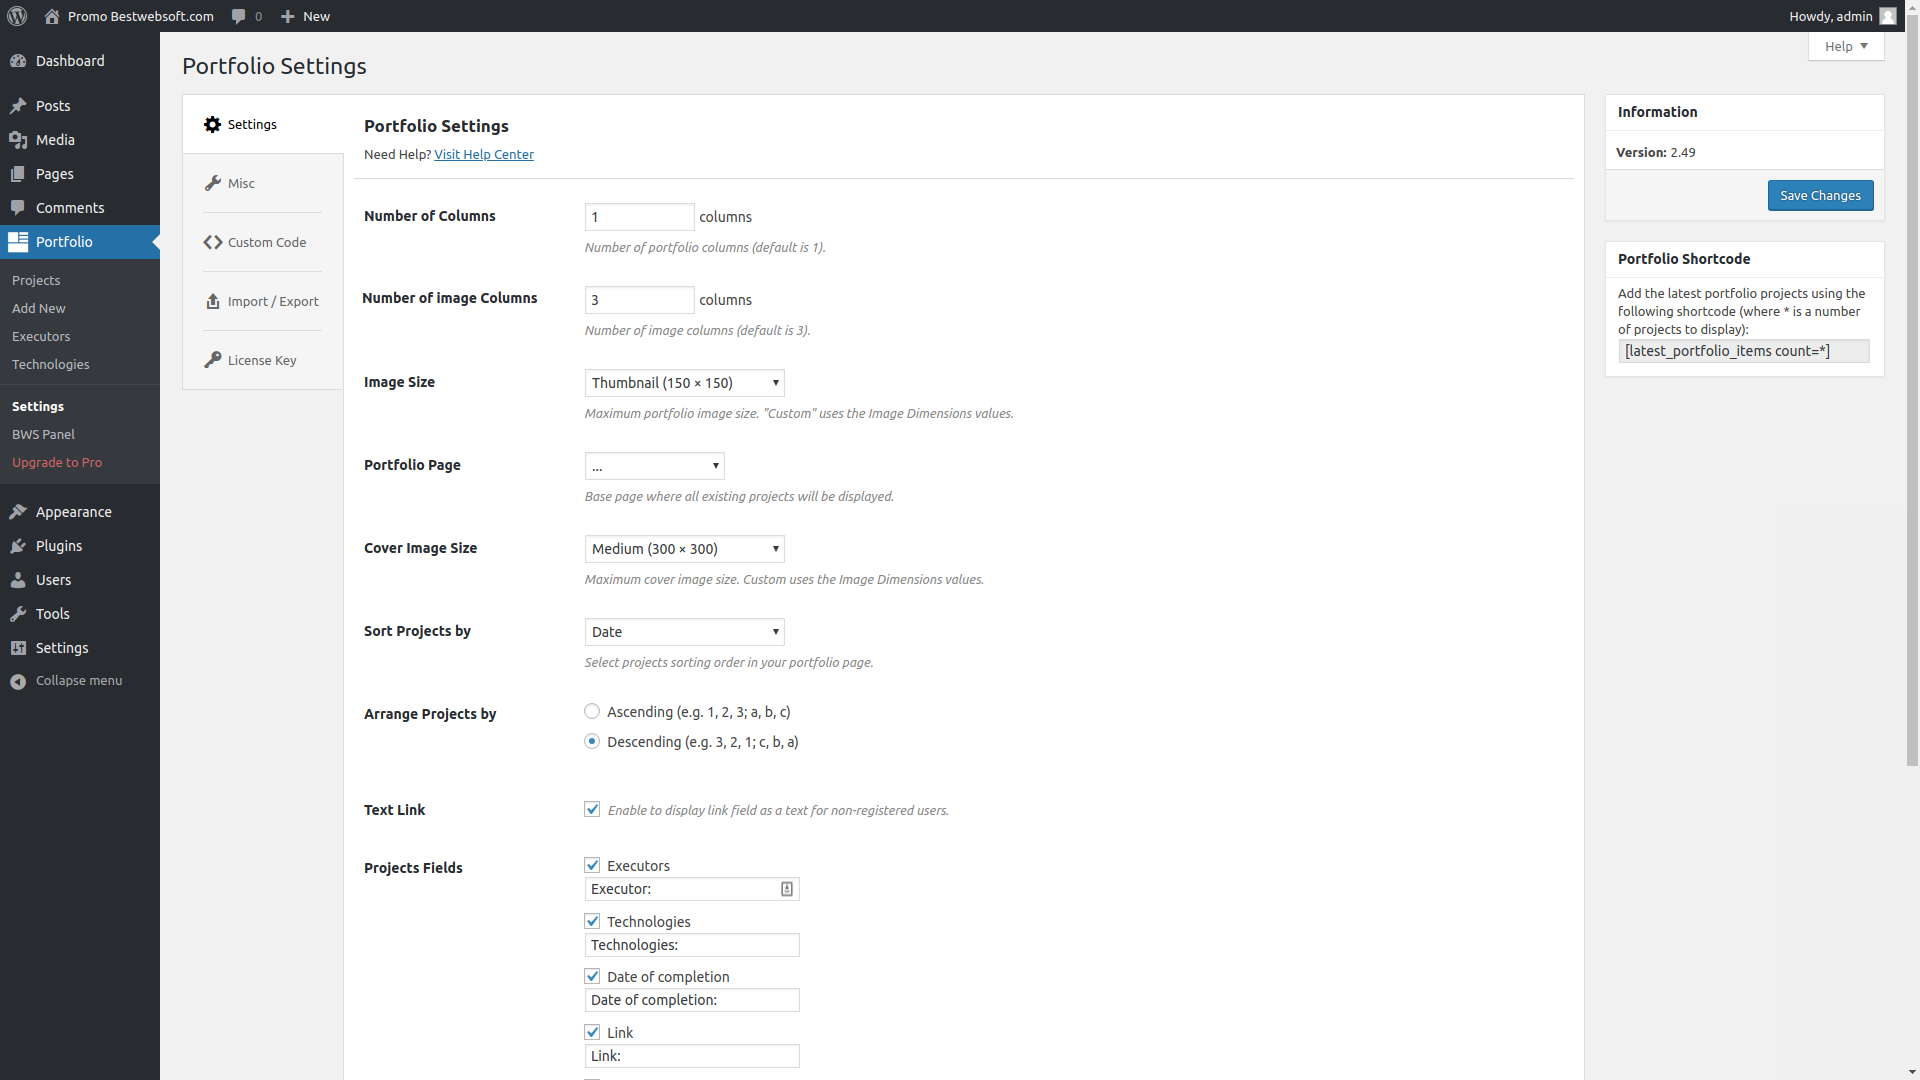 Promo Bestwebsoft.com
0
New
Howdy, admin
Help
Dashboard
Posts
Media
Pages
Comments
Portfolio
Projects
Add New
Executors
Technologies
Settings
BWS Panel
Upgrade to Pro
Appearance
Plugins
Users
Tools
Settings
Collapse menu
Portfolio Settings
Settings
Misc
Custom Code
Import / Export
License Key
Portfolio Settings
Need Help? Visit Help Center
Number of Columns
1 columns
Number of portfolio columns (default is 1).
Number of image Columns
3 columns
Number of image columns (default is 3).
Image Size
Thumbnail (150 × 150)
Maximum portfolio image size. "Custom" uses the Image Dimensions values.
Portfolio Page
...
Base page where all existing projects will be displayed.
Cover Image Size
Medium (300 × 300)
Maximum cover image size. Custom uses the Image Dimensions values.
Sort Projects by
Date
Select projects sorting order in your portfolio page.
Arrange Projects by
Ascending (e.g. 1, 2, 3; a, b, c)
Descending (e.g. 3, 2, 1; c, b, a)
Text Link
Enable to display link field as a text for non-registered users.
Projects Fields
Executors
Executor:
Technologies
Technologies:
Date of completion
Date of completion:
Link
Link:
Information
Version: 2.49
Save Changes
Portfolio Shortcode
Add the latest portfolio projects using the
following shortcode (where * is a number
of projects to display):
[latest_portfolio_items count=*]